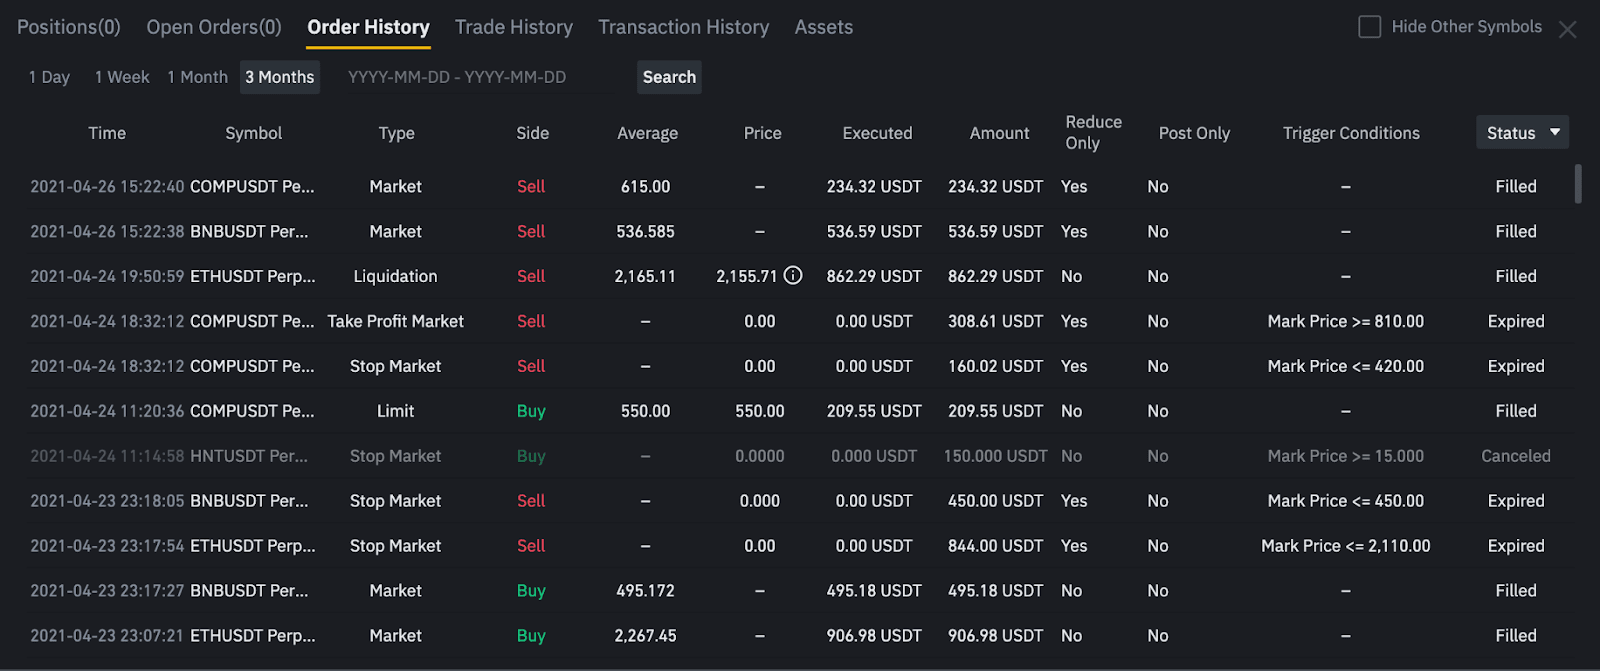 Positions(0) Open Orders(0) Order History Trade History Transaction History Assets Hide Other Symbols
1 Day 1 Week 1 Month 3 Months YYYY-MM-DD - YYYY-MM-DD Search
Time Symbol Type Side Average Price Executed Amount Reduce Only Post Only Trigger Conditions Status
2021-04-26 15:22:40 COMPUSDT Pe... Market Sell 615.00 – 234.32 USDT 234.32 USDT Yes No – Filled
2021-04-26 15:22:38 BNBUSDT Per... Market Sell 536.585 – 536.59 USDT 536.59 USDT Yes No – Filled
2021-04-24 19:50:59 ETHUSDT Perp... Liquidation Sell 2,165.11 2,155.71 862.29 USDT 862.29 USDT No No – Filled
2021-04-24 18:32:12 COMPUSDT Pe... Take Profit Market Sell – 0.00 0.00 USDT 308.61 USDT Yes No Mark Price >= 810.00 Expired
2021-04-24 18:32:12 COMPUSDT Pe... Stop Market Sell – 0.00 0.00 USDT 160.02 USDT Yes No Mark Price <= 420.00 Expired
2021-04-24 11:20:36 COMPUSDT Pe... Limit Buy 550.00 550.00 209.55 USDT 209.55 USDT No No – Filled
2021-04-24 11:14:58 HNTUSDT Per... Stop Market Buy – 0.0000 0.000 USDT 150.000 USDT No No Mark Price >= 15.000 Canceled
2021-04-23 23:18:05 BNBUSDT Per... Stop Market Sell – 0.000 0.00 USDT 450.00 USDT Yes No Mark Price <= 450.00 Expired
2021-04-23 23:17:54 ETHUSDT Perp... Stop Market Sell – 0.00 0.00 USDT 844.00 USDT Yes No Mark Price <= 2,110.00 Expired
2021-04-23 23:17:27 BNBUSDT Per... Market Buy 495.172 – 495.18 USDT 495.18 USDT No No – Filled
2021-04-23 23:07:21 ETHUSDT Perp... Market Buy 2,267.45 – 906.98 USDT 906.98 USDT No No – Filled